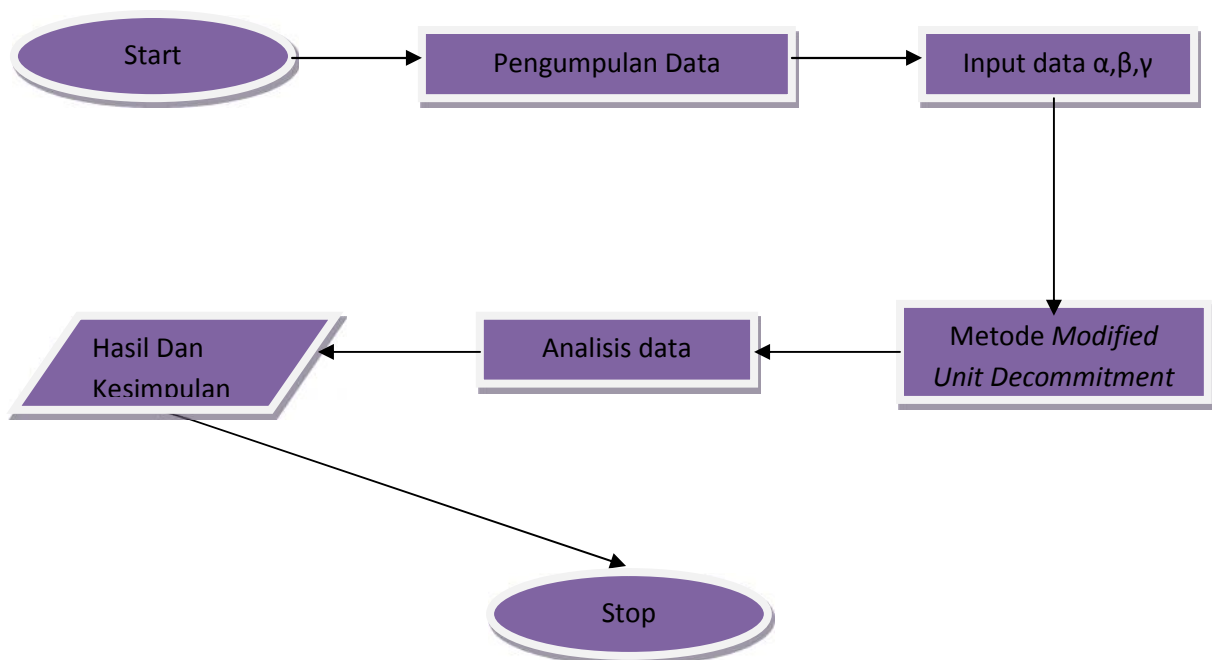 Start
Pengumpulan Data
Input data α,β,γ
Metode Modified
Unit Decommitment
Analisis data
Hasil Dan
Kesimpulan
Stop